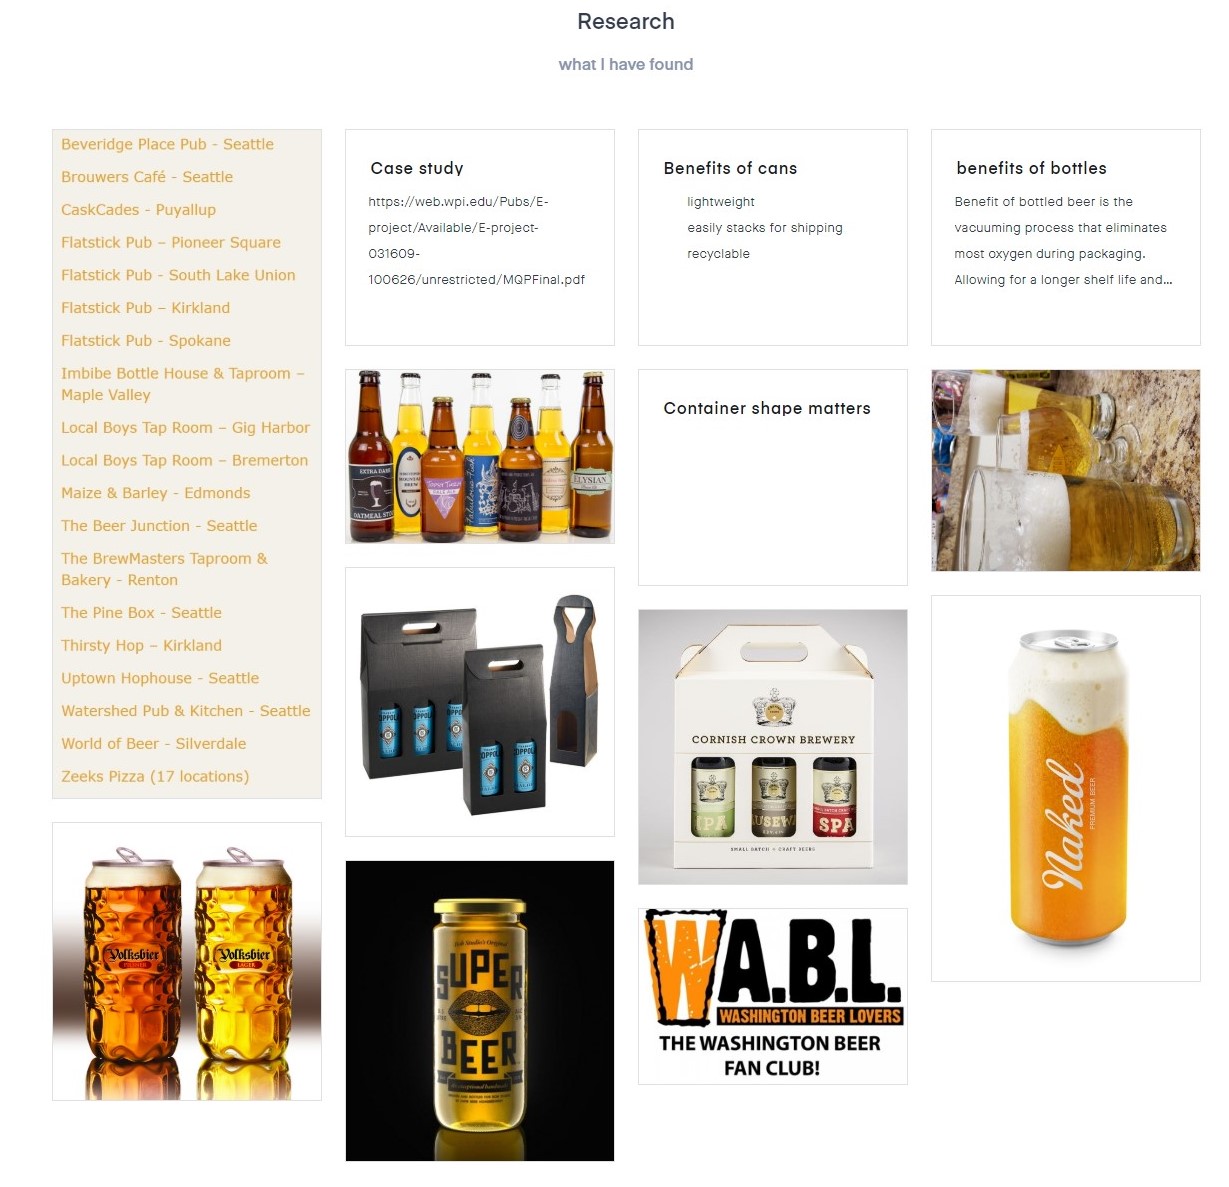 Research
what I have found
Beveridge Place Pub - Seattle
Brouwers Café - Seattle
CaskCades - Puyallup
Flatstick Pub – Pioneer Square
Flatstick Pub - South Lake Union
Flatstick Pub – Kirkland
Flatstick Pub - Spokane
Imbibe Bottle House & Taproom –
Maple Valley
Local Boys Tap Room – Gig Harbor
Local Boys Tap Room – Bremerton
Maize & Barley - Edmonds
The Beer Junction - Seattle
The BrewMasters Taproom &
Bakery - Renton
The Pine Box - Seattle
Thirsty Hop – Kirkland
Uptown Hophouse - Seattle
Watershed Pub & Kitchen - Seattle
World of Beer - Silverdale
Zeeks Pizza (17 locations)
Volksbier
PILSNER
Volksbier
LAGER
Case study
https://web.wpi.edu/Pubs/E-
project/Available/E-project-
031609-
100626/unrestricted/MQPFinal.pdf
EXTRA DARK
OATMEAL
PALE ALE
ELYSIAN
SUPER
BEER
Benefits of cans
lightweight
easily stacks for shipping
recyclable
Container shape matters
CORNISH CROWN BREWERY
IPA
SPA
SMALL BATCH CRAFT BEERS
W.A.B.L.
WASHINGTON BEER LOVERS
THE WASHINGTON BEER
FAN CLUB!
benefits of bottles
Benefit of bottled beer is the
vacuuming process that eliminates
most oxygen during packaging.
Allowing for a longer shelf life and...
Naked
PREMIUM BEER